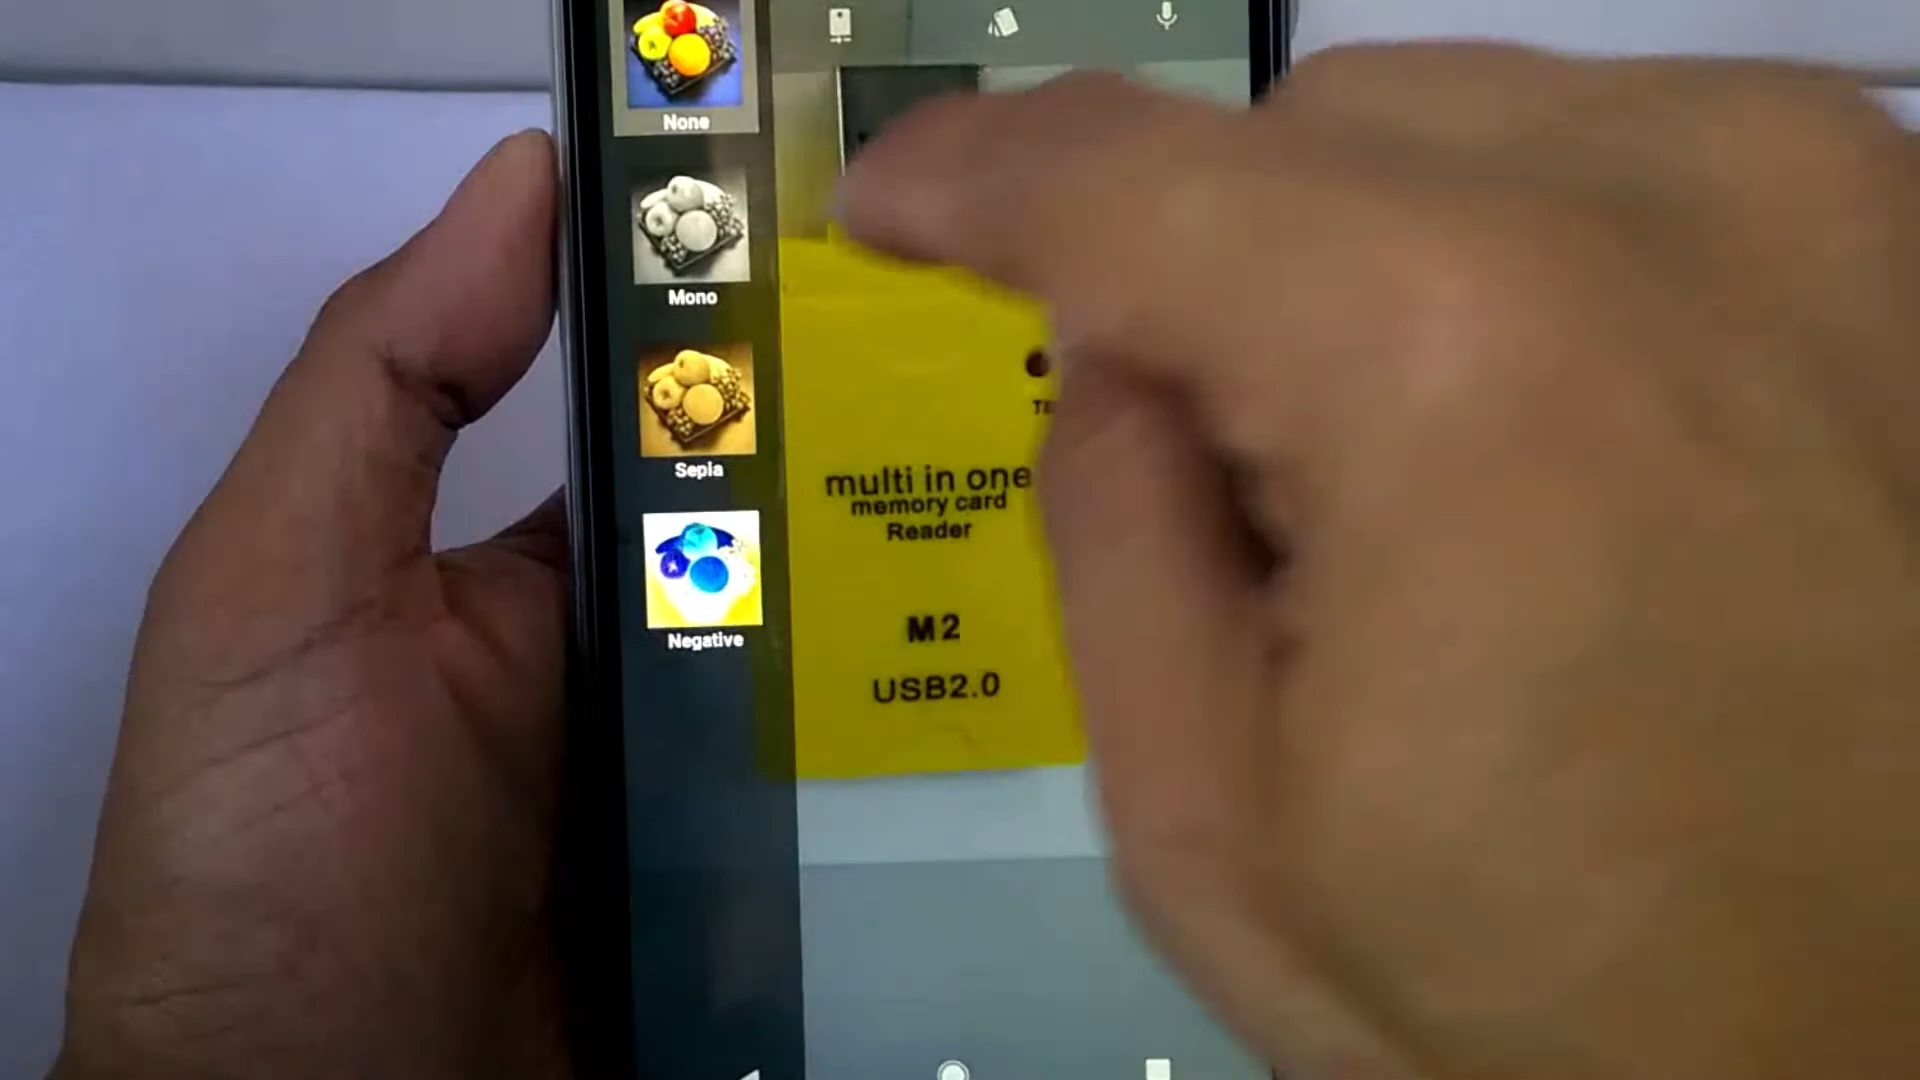 None
Mono
Sepia
Negative
multi in one
memory card
Reader
M2
USB2.0